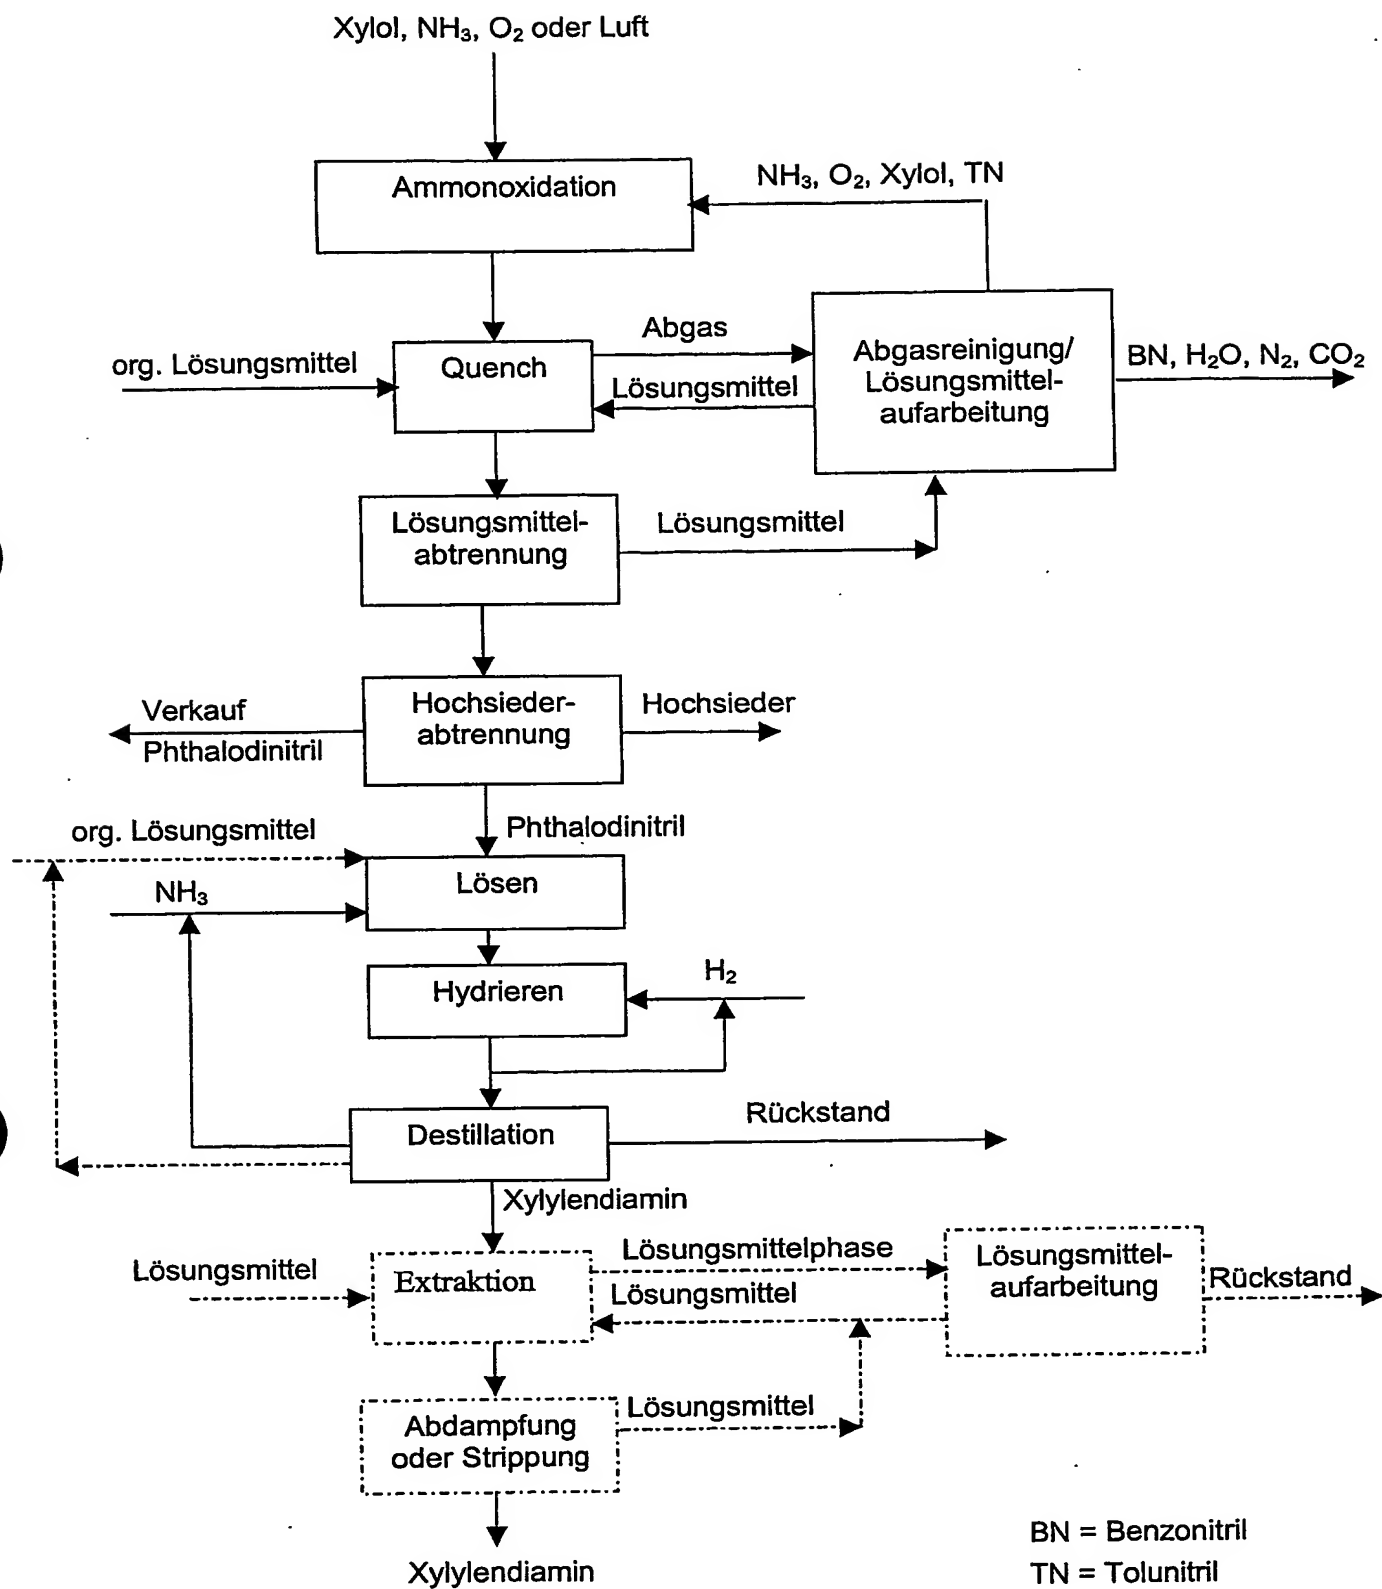 Xylol, NH₃, O₂ oder Luft
Ammonoxidation
NH₃, O₂, Xylol, TN
Abgas
org. Lösungsmittel
Quench
Lösungsmittel
Abgasreinigung/
Lösungsmittel-
aufarbeitung
BN, H₂O, N₂, CO₂
Lösungsmittel-
abtrennung
Lösungsmittel
Verkauf
Phthalodinitril
Hochsieder-
abtrennung
Hochsieder
Phthalodinitril
org. Lösungsmittel
Lösen
NH₃
Hydrieren
H₂
Destillation
Rückstand
Xylylendiamin
Lösungsmittel
Extraktion
Lösungsmittelphase
Lösungsmittel
Lösungsmittel-
aufarbeitung
Rückstand
Abdampfung
oder Strippung
Lösungsmittel
Xylylendiamin
BN = Benzonitril
TN = Tolunitril